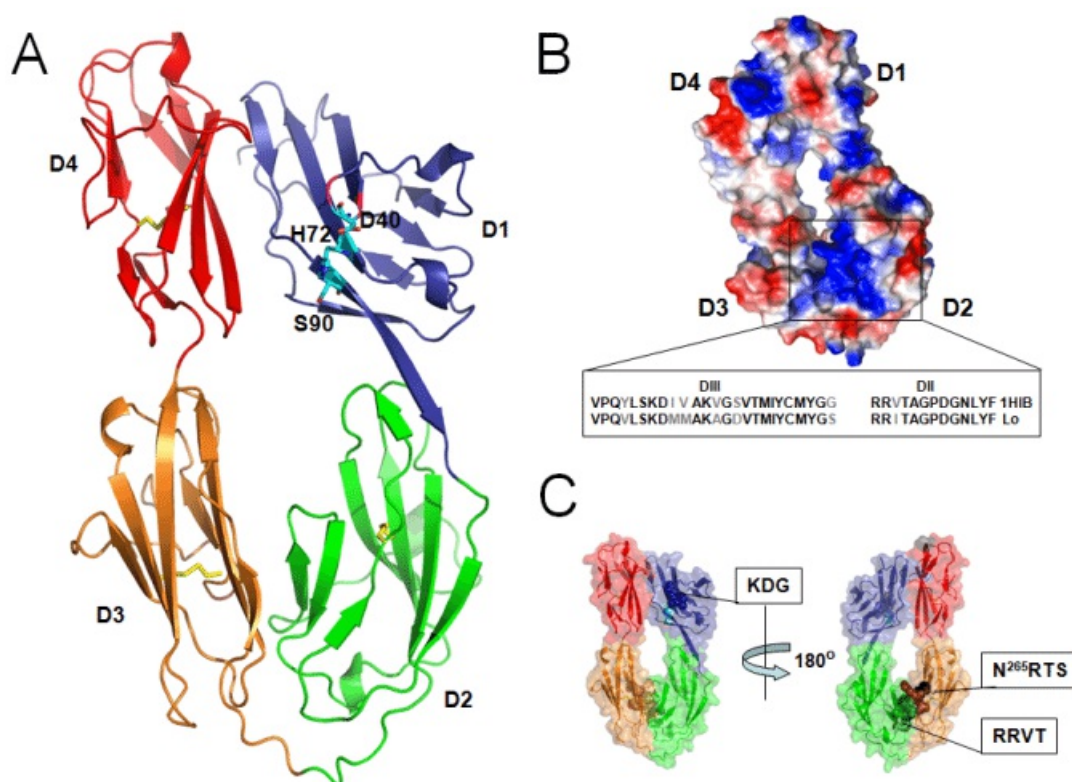 A
D4
D1
H72
D40
S90
D3
D2
B
D4
D1
D3
D2
DIII DII
VPQYLSKDIVAKVGSVTMIYCMYGG RRVTAGPDGNLYF 1HIB
VPQVLSKDMMAKAGDVTMIYCMYGS RRITAGPDGNLYF Lo
C
KDG
180°
N²⁶⁵RTS
RRVT